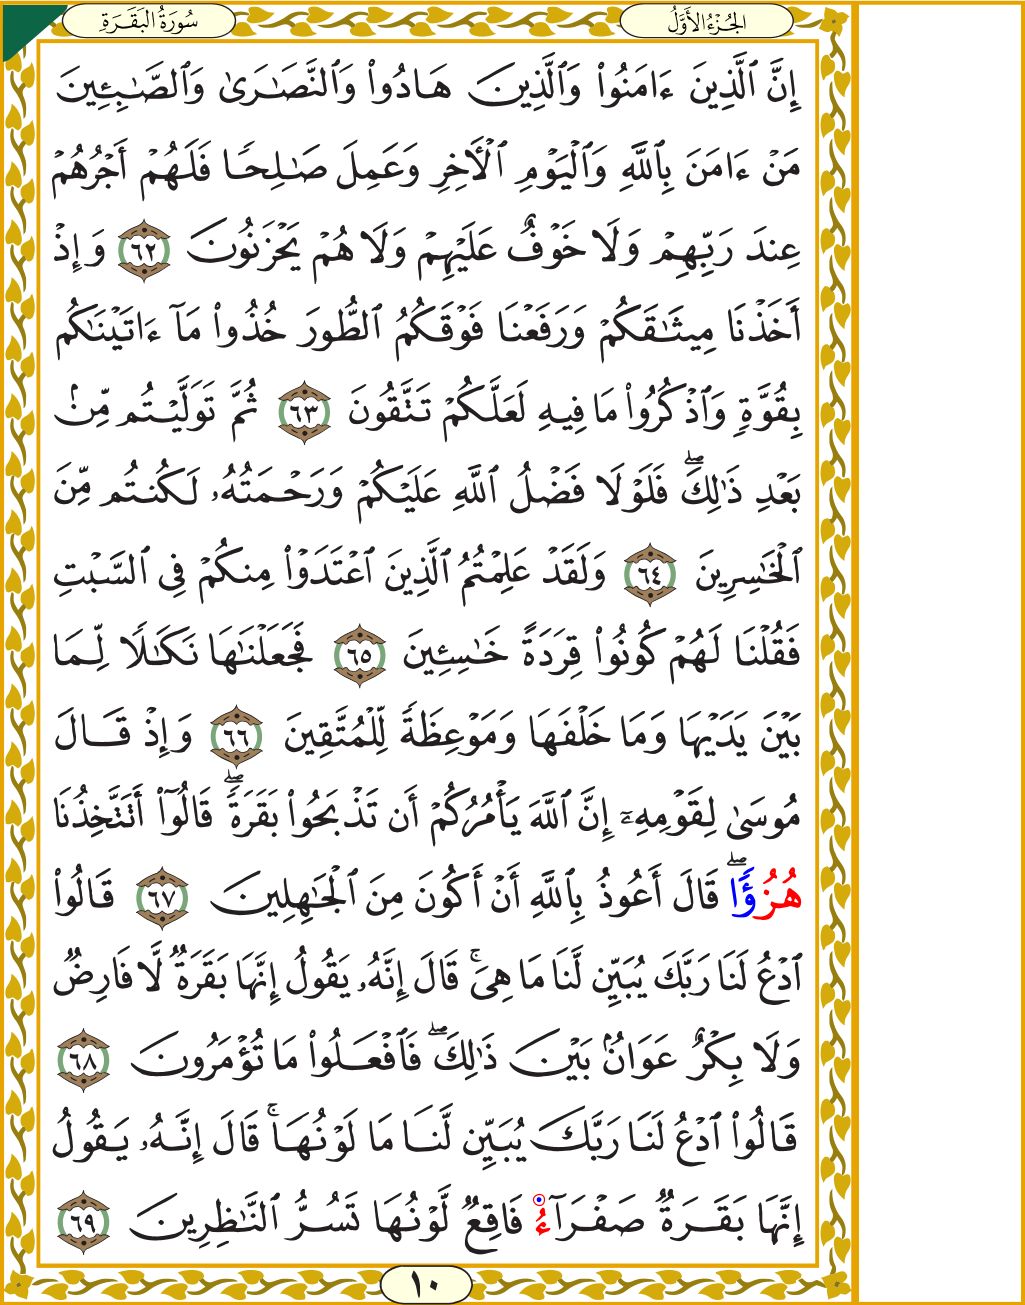 الجُزْءُ الأَوَّلُ
سُورَةُ البَقَرَةِ
إِنَّ ٱلَّذِينَ ءَامَنُواْ وَٱلَّذِينَ هَادُواْ وَٱلنَّصَٰرَىٰ وَٱلصَّٰبِـِٔينَ
مَنْ ءَامَنَ بِٱللَّهِ وَٱلْيَوْمِ ٱلْأٓخِرِ وَعَمِلَ صَٰلِحٗا فَلَهُمْ أَجْرُهُمْ
عِندَ رَبِّهِمْ وَلَا خَوْفٌ عَلَيْهِمْ وَلَا هُمْ يَحْزَنُونَ ٦٢ وَإِذْ
أَخَذْنَا مِيثَٰقَكُمْ وَرَفَعْنَا فَوْقَكُمُ ٱلطُّورَ خُذُواْ مَآ ءَاتَيْنَٰكُم
بِقُوَّةٖ وَٱذْكُرُواْ مَا فِيهِ لَعَلَّكُمْ تَتَّقُونَ ٦٣ ثُمَّ تَوَلَّيْتُم مِّنۢ
بَعْدِ ذَٰلِكَۖ فَلَوْلَا فَضْلُ ٱللَّهِ عَلَيْكُمْ وَرَحْمَتُهُۥ لَكُنتُم مِّنَ
ٱلْخَٰسِرِينَ ٦٤ وَلَقَدْ عَلِمْتُمُ ٱلَّذِينَ ٱعْتَدَوْاْ مِنكُمْ فِي ٱلسَّبْتِ
فَقُلْنَا لَهُمْ كُونُواْ قِرَدَةً خَٰسِـِٔينَ ٦٥ فَجَعَلْنَٰهَا نَكَٰلٗا لِّمَا
بَيْنَ يَدَيْهَا وَمَا خَلْفَهَا وَمَوْعِظَةٗ لِّلْمُتَّقِينَ ٦٦ وَإِذْ قَالَ
مُوسَىٰ لِقَوْمِهِۦٓ إِنَّ ٱللَّهَ يَأْمُرُكُمْ أَن تَذْبَحُواْ بَقَرَةٗۖ قَالُوٓاْ أَتَتَّخِذُنَا
هُزُؤٗاۖ قَالَ أَعُوذُ بِٱللَّهِ أَنْ أَكُونَ مِنَ ٱلْجَٰهِلِينَ ٦٧ قَالُواْ
ٱدْعُ لَنَا رَبَّكَ يُبَيِّن لَّنَا مَا هِيَۚ قَالَ إِنَّهُۥ يَقُولُ إِنَّهَا بَقَرَةٞ لَّا فَارِضٞ
وَلَا بِكْرٌ عَوَانُۢ بَيْنَ ذَٰلِكَۖ فَٱفْعَلُواْ مَا تُؤْمَرُونَ ٦٨
قَالُواْ ٱدْعُ لَنَا رَبَّكَ يُبَيِّن لَّنَا مَا لَوْنُهَاۚ قَالَ إِنَّهُۥ يَقُولُ
إِنَّهَا بَقَرَةٞ صَفْرَآءُ فَاقِعٞ لَّوْنُهَا تَسُرُّ ٱلنَّٰظِرِينَ ٦٩
١٠